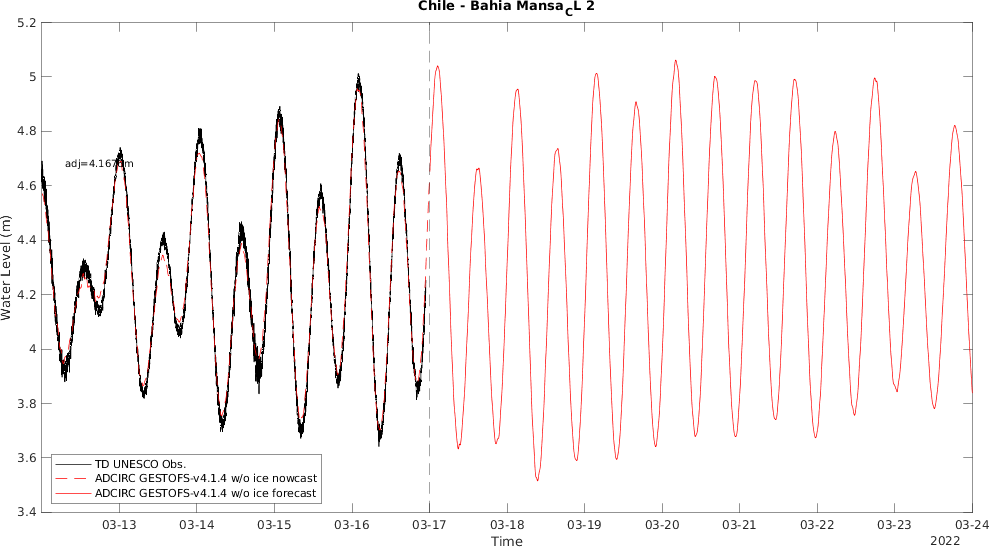 Chile - Bahia MansaCL 2
Water Level (m)
5.2
5
4.8
4.6
4.4
4.2
4
3.8
3.6
3.4
adj=4.1676m
TD UNESCO Obs.
ADCIRC GESTOFS-v4.1.4 w/o ice nowcast
ADCIRC GESTOFS-v4.1.4 w/o ice forecast
03-13 03-14 03-15 03-16 03-17 03-18 03-19 03-20 03-21 03-22 03-23 03-24
Time
2022